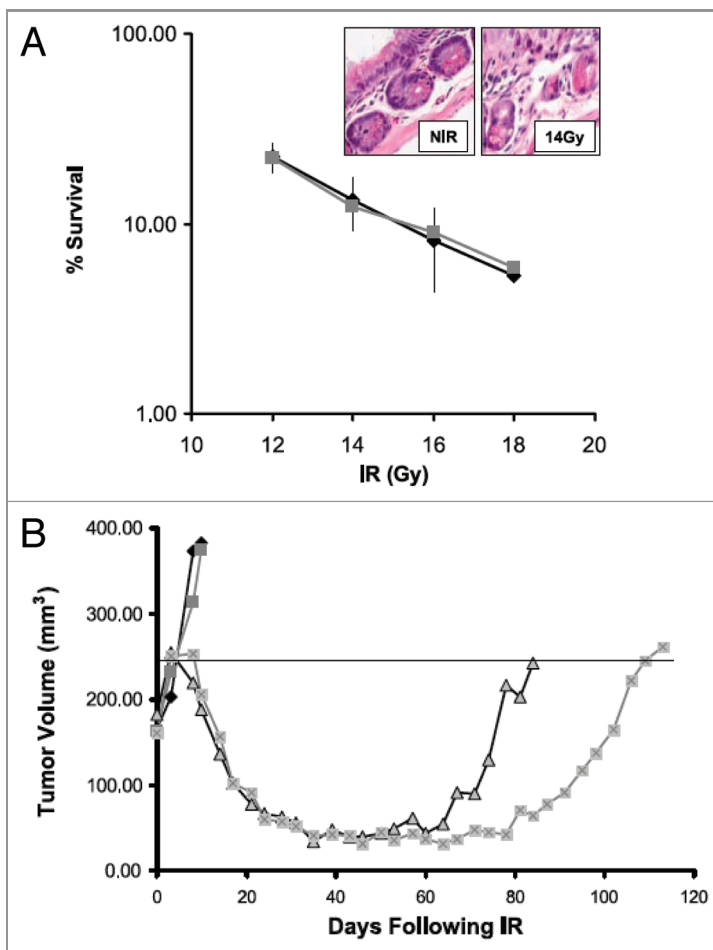 A
100.00
10.00
1.00
% Survival
NIR
14Gy
10 12 14 16 18 20
IR (Gy)
B
400.00
300.00
200.00
100.00
0.00
Tumor Volume (mm³)
0 20 40 60 80 100 120
Days Following IR